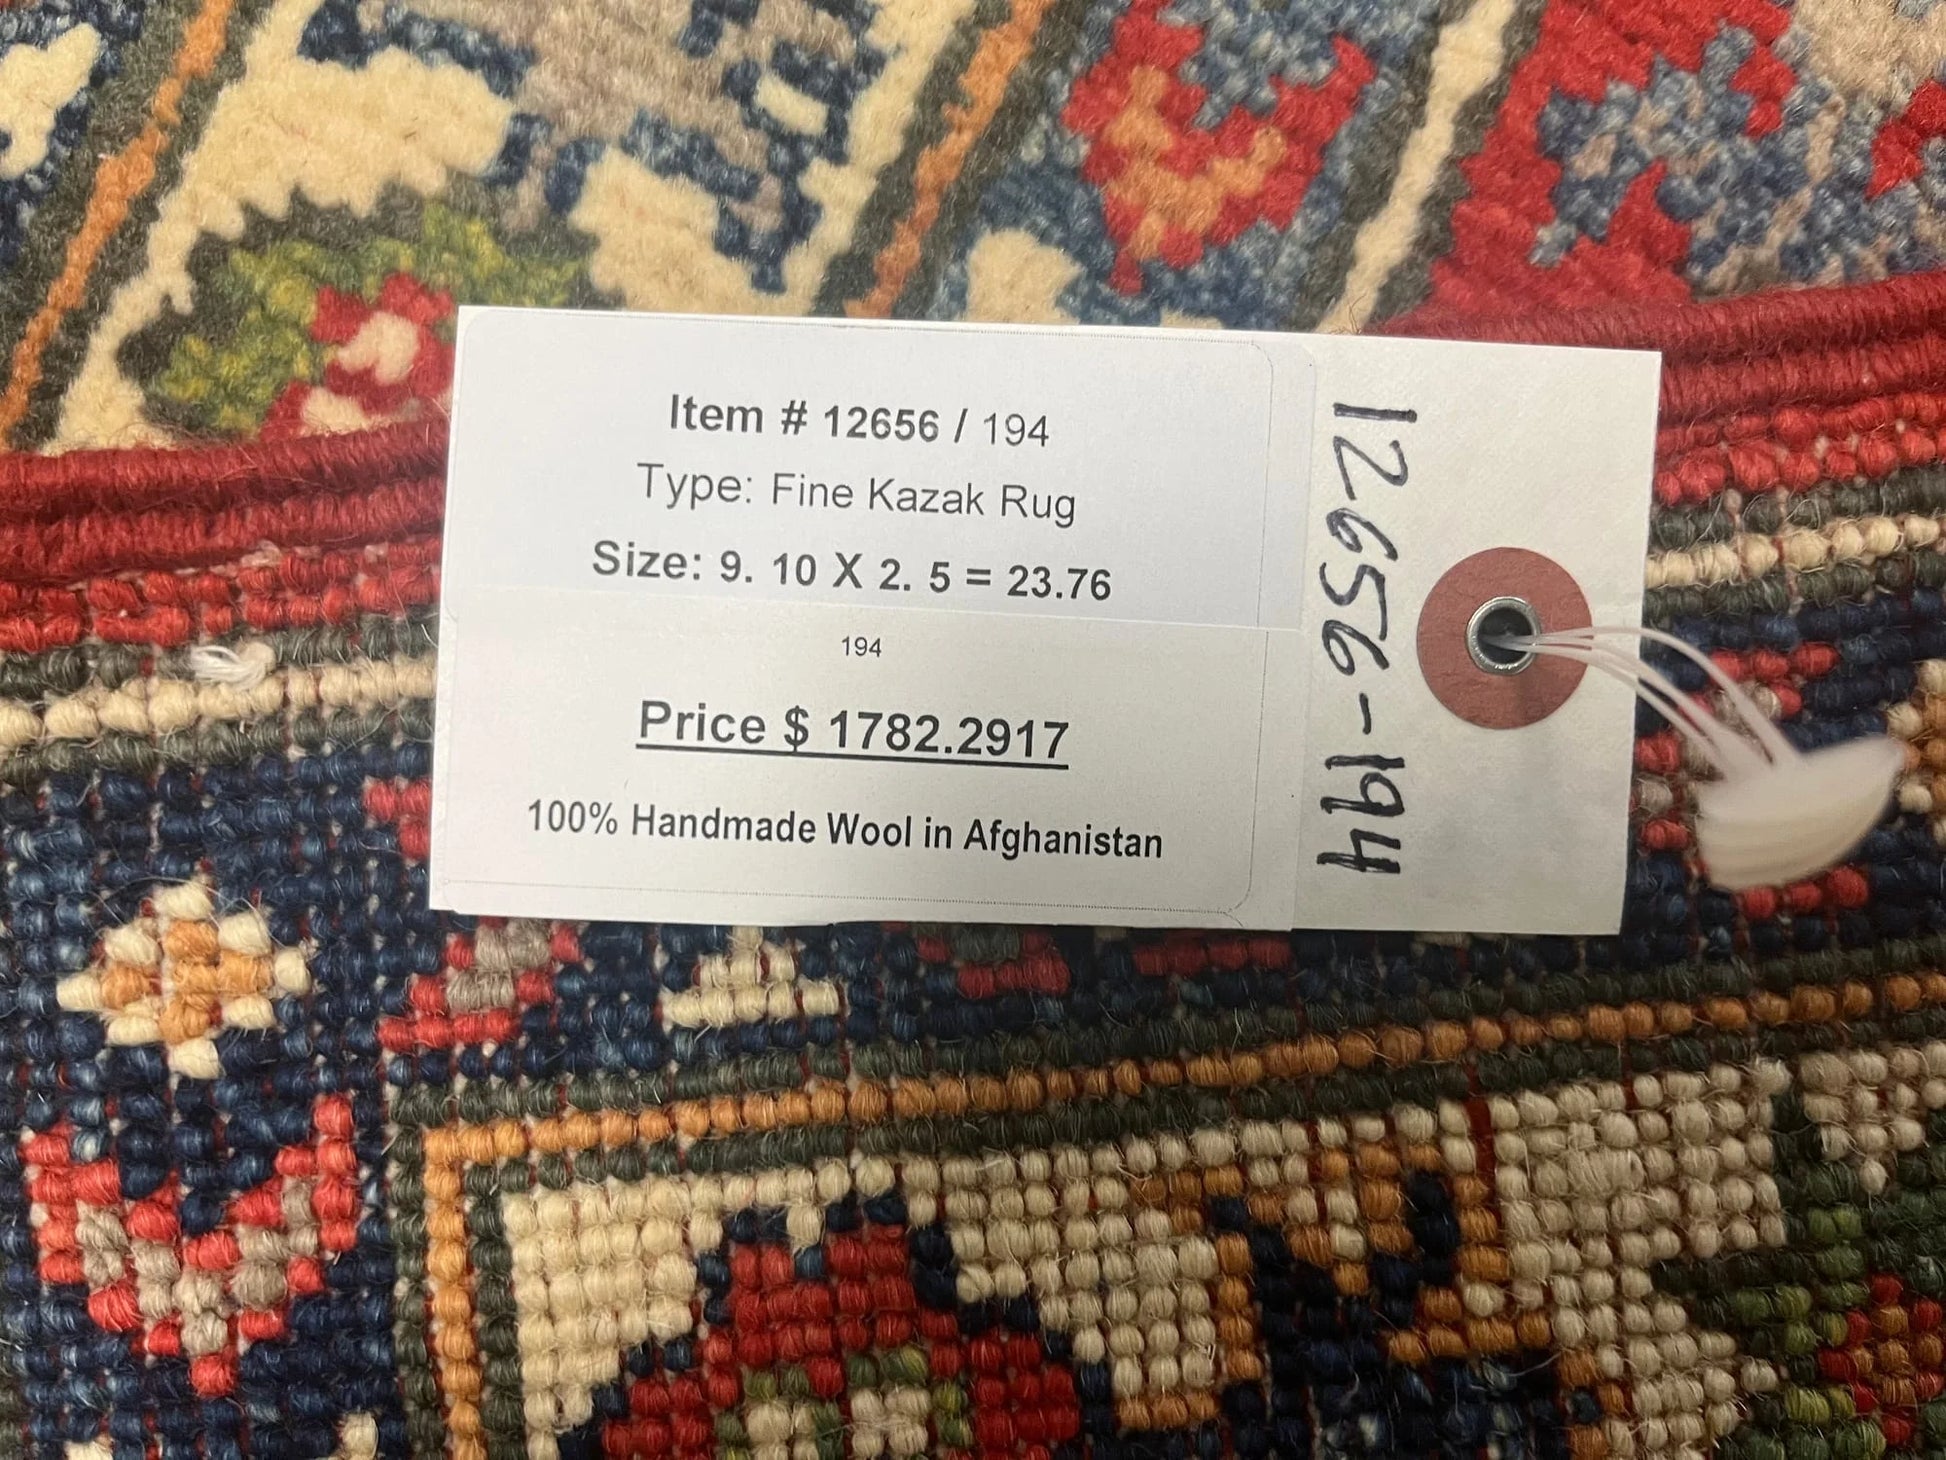 Item # 12656 / 194
Type: Fine Kazak Rug
Size: 9. 10 X 2. 5 = 23.76
194
Price $ 1782.2917
100% Handmade Wool in Afghanistan
12656-194